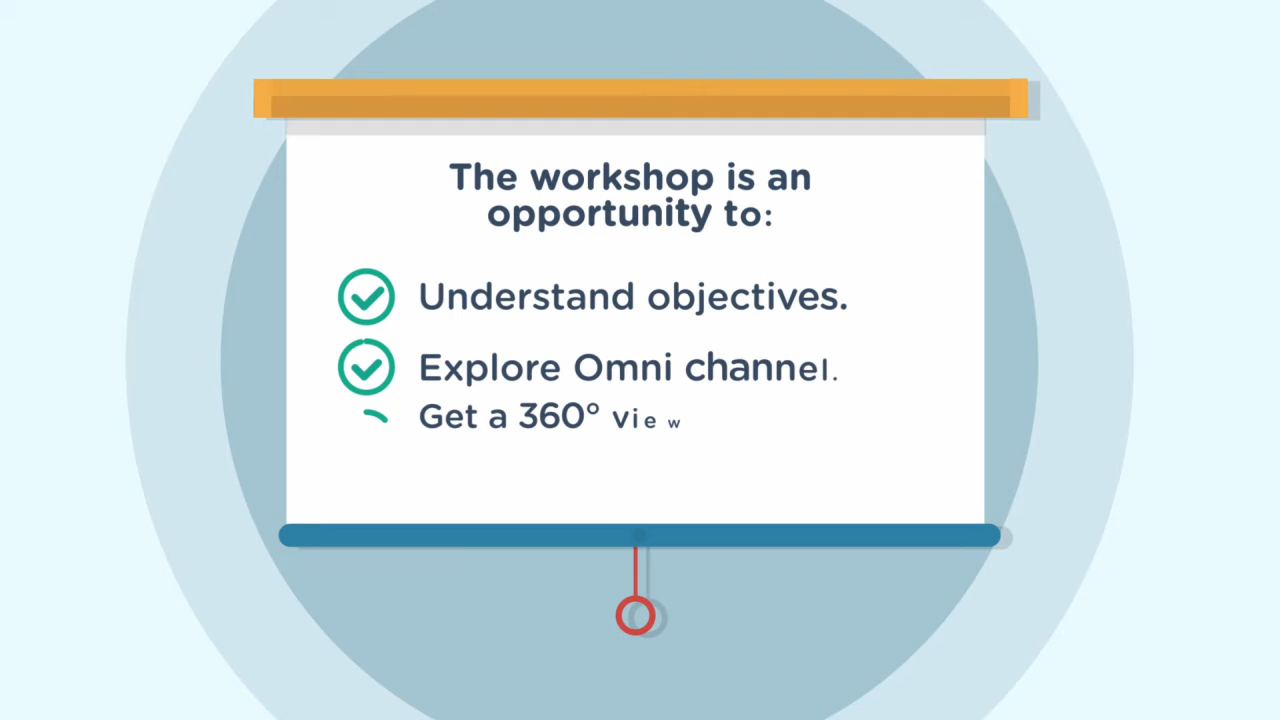 The workshop is an
opportunity to:
Understand objectives.
Explore Omni channel.
Get a 360° view